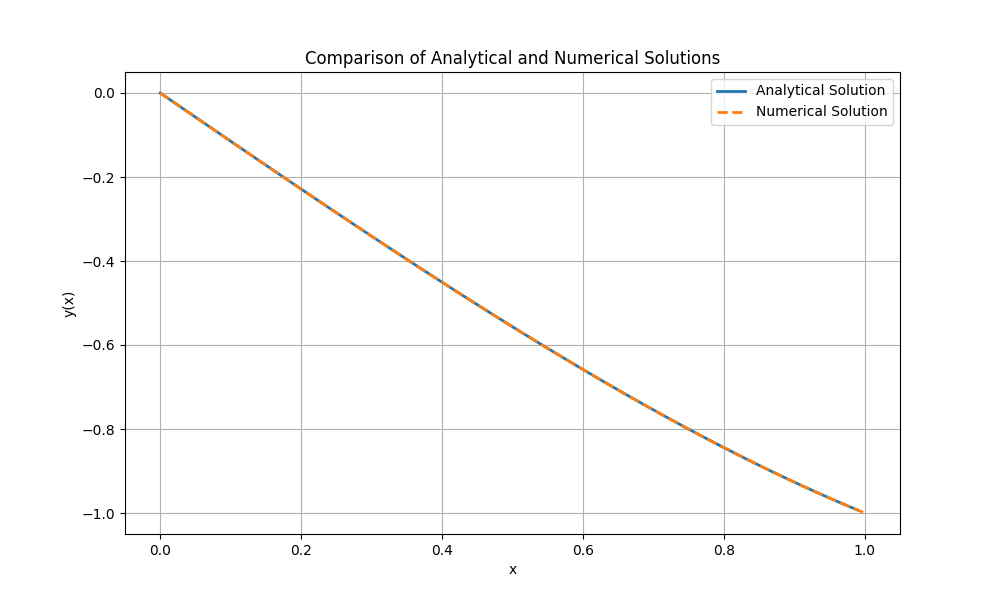 Comparison of Analytical and Numerical Solutions
Analytical Solution
Numerical Solution
y(x)
0.0
−0.2
−0.4
−0.6
−0.8
−1.0
0.0 0.2 0.4 0.6 0.8 1.0
x